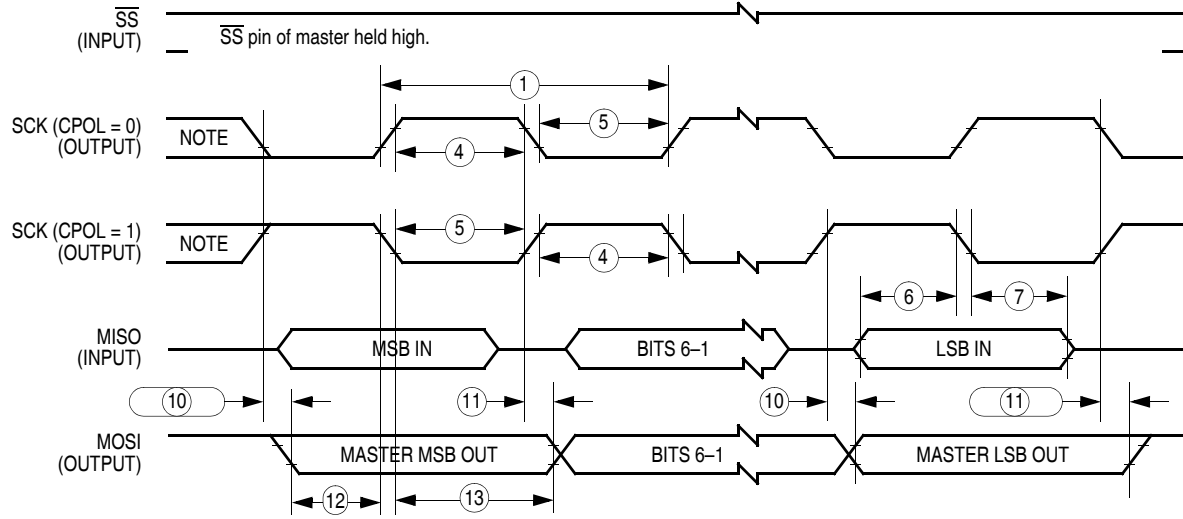 SS
(INPUT)
SS pin of master held high.
1
SCK (CPOL = 0)
(OUTPUT)
NOTE
5
4
SCK (CPOL = 1)
(OUTPUT)
NOTE
5
4
6
7
MISO
(INPUT)
MSB IN
BITS 6–1
LSB IN
10
11
10
11
MOSI
(OUTPUT)
MASTER MSB OUT
BITS 6–1
MASTER LSB OUT
12
13